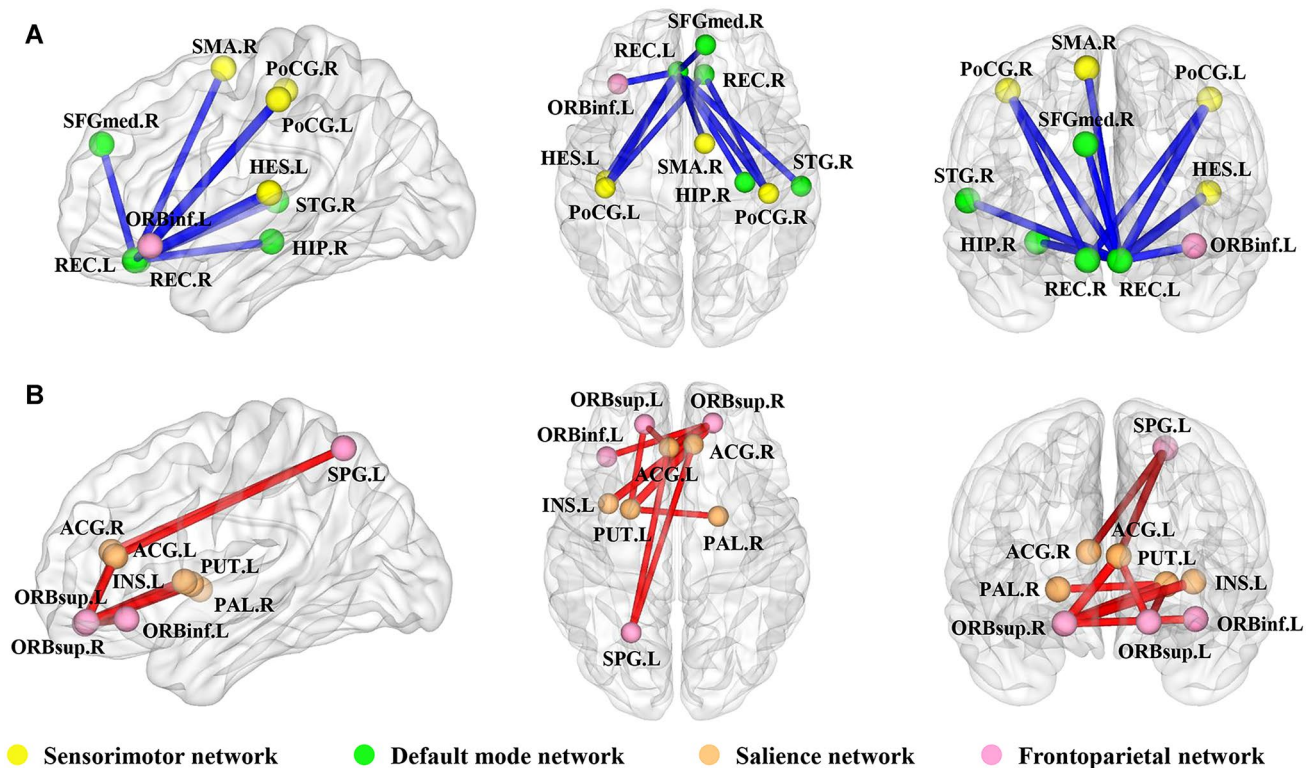 A
SMA.R
PoCG.R
PoCG.L
SFGmed.R
HES.L
STG.R
ORBinf.L
HIP.R
REC.L
REC.R
SFGmed.R
REC.L
REC.R
ORBinf.L
HES.L
SMA.R
STG.R
HIP.R
PoCG.L
PoCG.R
SMA.R
PoCG.R
PoCG.L
SFGmed.R
STG.R
HES.L
HIP.R
ORBinf.L
REC.R
REC.L
B
SPG.L
ACG.R
ACG.L
INS.L
PUT.L
ORBsup.L
PAL.R
ORBinf.L
ORBsup.R
ORBsup.L
ORBsup.R
ORBinf.L
ACG.R
ACG.L
INS.L
PUT.L
PAL.R
SPG.L
SPG.L
ACG.L
ACG.R
PUT.L
PAL.R
INS.L
ORBsup.R
ORBinf.L
ORBsup.L
Sensorimotor network
Default mode network
Salience network
Frontoparietal network